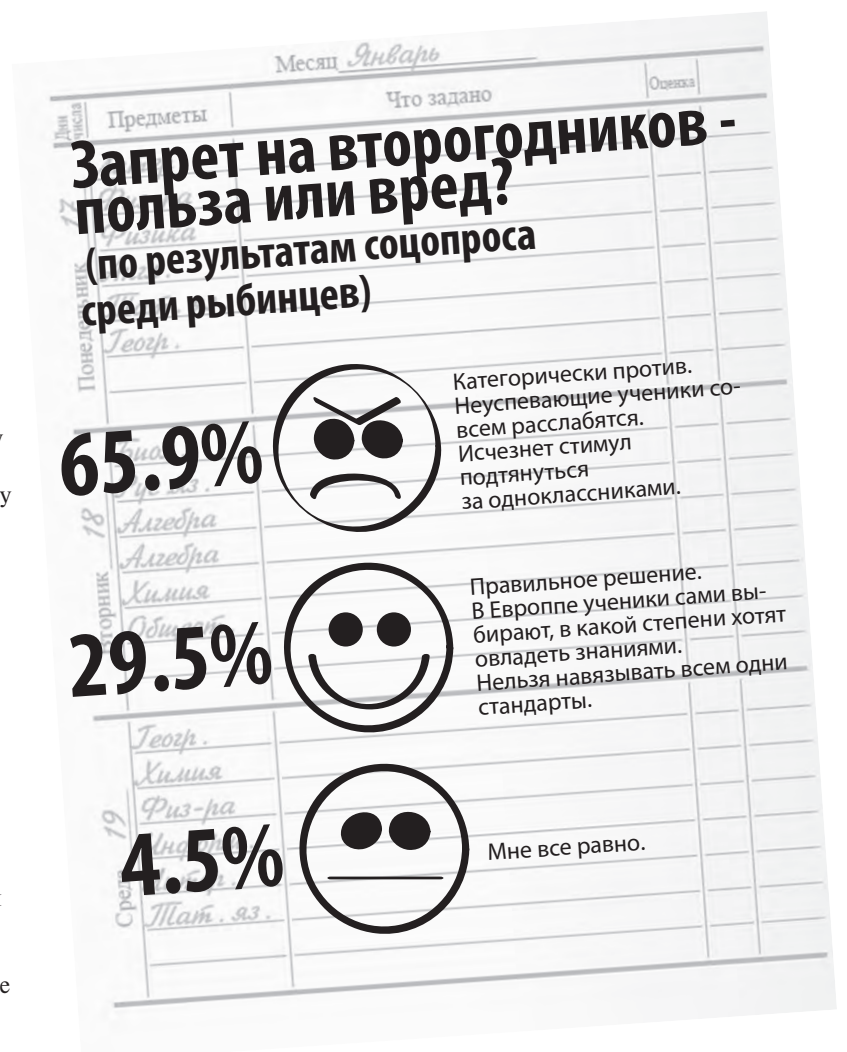 Месяц Январь
Дни
числа
Предметы
Что задано
Оценка
Запрет на второгодников -
польза или вред?
(по результатам соцопроса
среди рыбинцев)
Понедельник
17
Физика
Геогр.
65.9%
Категорически против.
Неуспевающие ученики со-
всем расслабятся.
Исчезнет стимул
подтянуться
за одноклассниками.
18
Алгебра
Алгебра
Химия
29.5%
Правильное решение.
В Европпе ученики сами вы-
бирают, в какой степени хотят
овладеть знаниями.
Нельзя навязывать всем одни
стандарты.
19
Геогр.
Химия
Физ-ра
4.5%
Мне все равно.
Тат. яз.
у
е